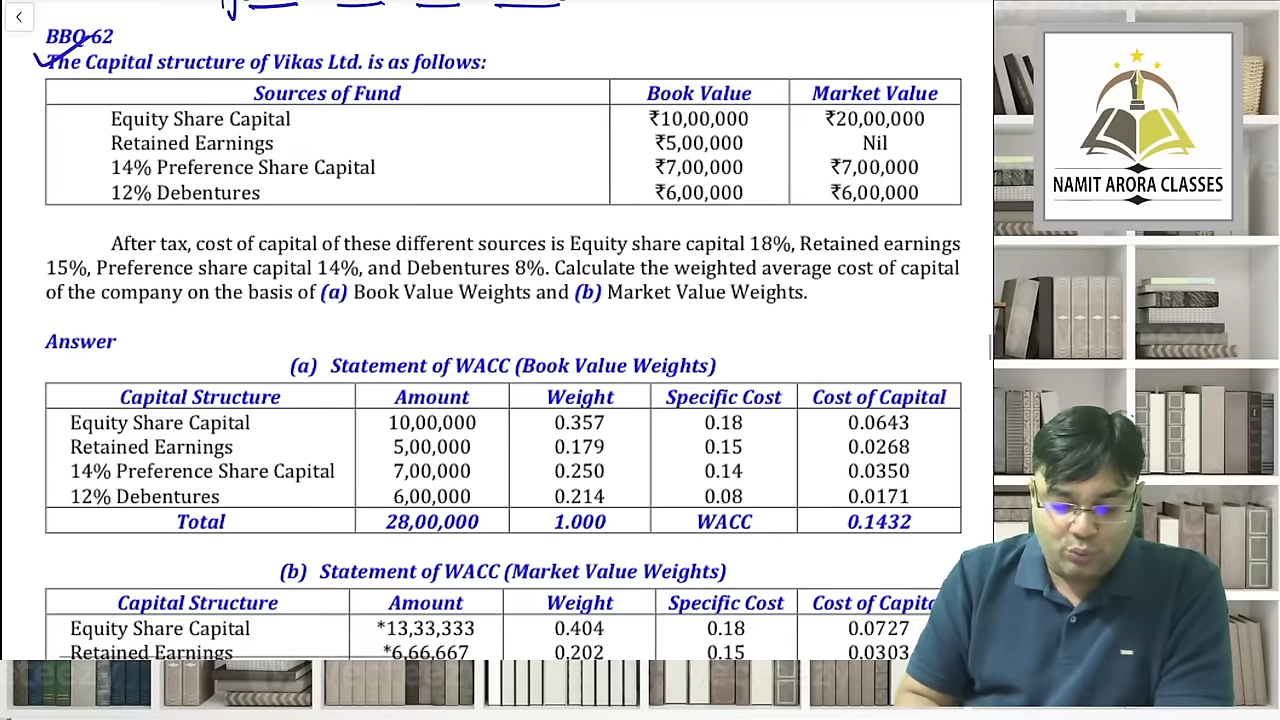 BBQ 62
The Capital structure of Vikas Ltd. is as follows:
Sources of Fund Book Value Market Value
Equity Share Capital ₹10,00,000 ₹20,00,000
Retained Earnings ₹5,00,000 Nil
14% Preference Share Capital ₹7,00,000 ₹7,00,000
12% Debentures ₹6,00,000 ₹6,00,000
After tax, cost of capital of these different sources is Equity share capital 18%, Retained earnings
15%, Preference share capital 14%, and Debentures 8%. Calculate the weighted average cost of capital
of the company on the basis of (a) Book Value Weights and (b) Market Value Weights.
Answer
(a) Statement of WACC (Book Value Weights)
Capital Structure Amount Weight Specific Cost Cost of Capital
Equity Share Capital 10,00,000 0.357 0.18 0.0643
Retained Earnings 5,00,000 0.179 0.15 0.0268
14% Preference Share Capital 7,00,000 0.250 0.14 0.0350
12% Debentures 6,00,000 0.214 0.08 0.0171
Total 28,00,000 1.000 WACC 0.1432
(b) Statement of WACC (Market Value Weights)
Capital Structure Amount Weight Specific Cost Cost of Capita
Equity Share Capital *13,33,333 0.404 0.18 0.0727
Retained Earnings *6,66,667 0.202 0.15 0.0303
NAMIT ARORA CLASSES